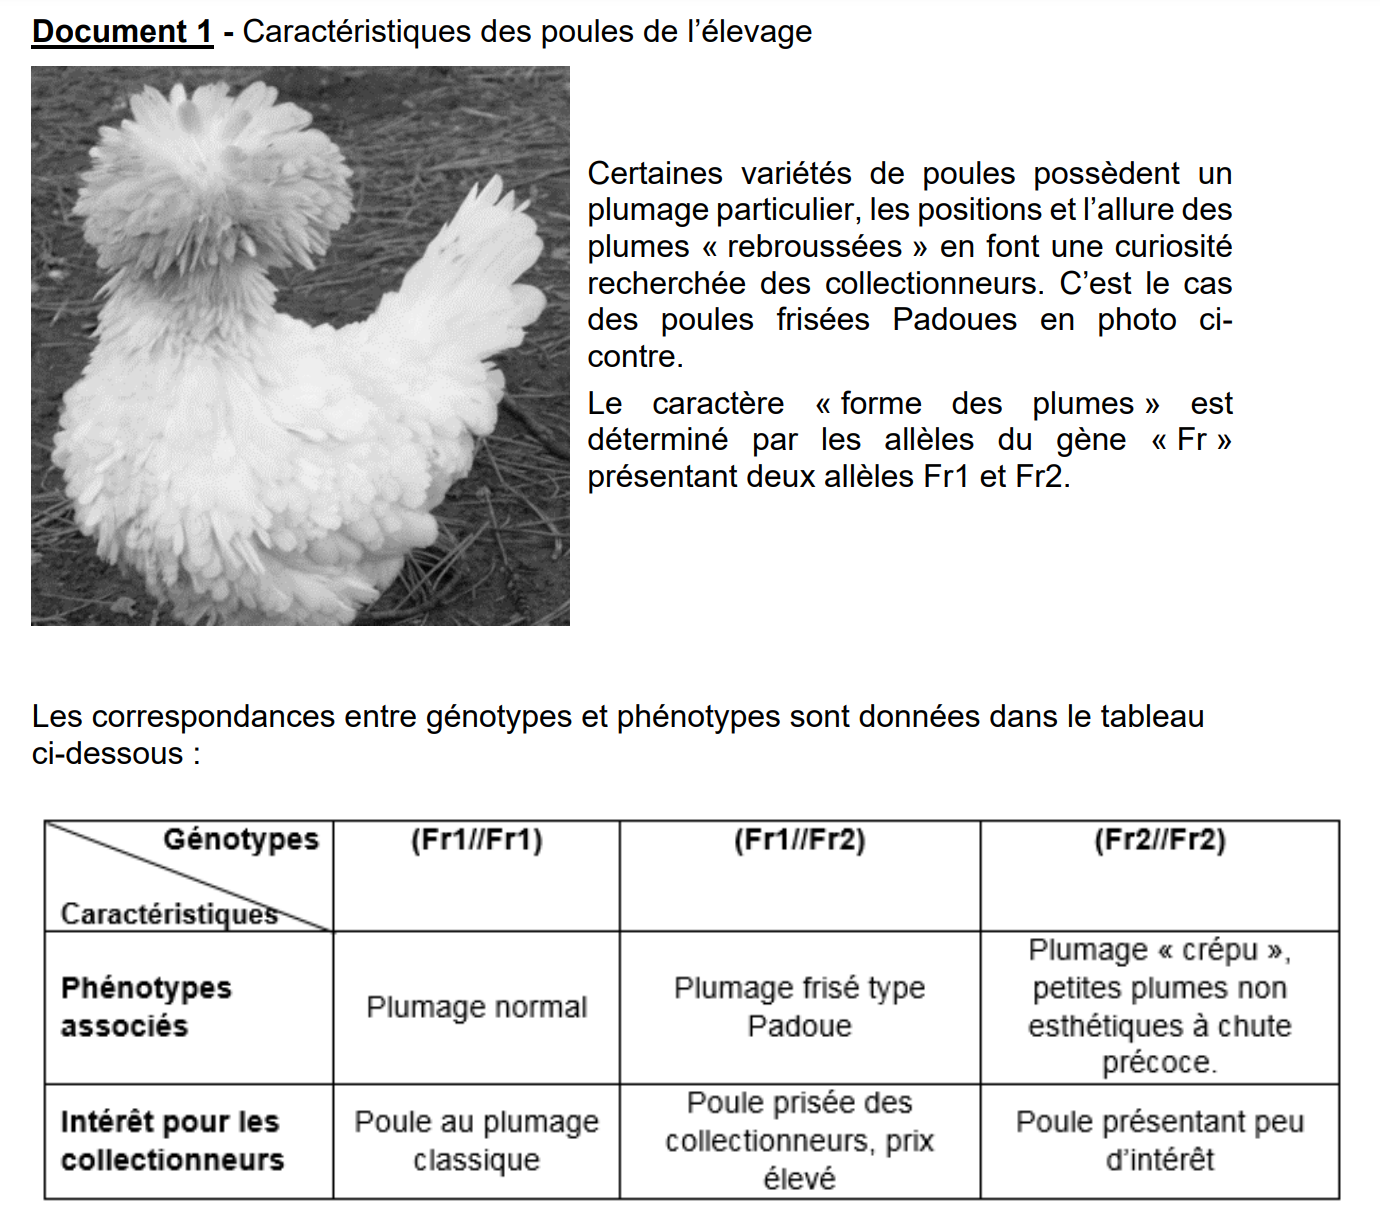 Document 1 - Caractéristiques des poules de l’élevage
Certaines variétés de poules possèdent un
plumage particulier, les positions et l’allure des
plumes « rebroussées » en font une curiosité
recherchée des collectionneurs. C’est le cas
des poules frisées Padoues en photo ci-
contre.
Le caractère « forme des plumes » est
déterminé par les allèles du gène « Fr »
présentant deux allèles Fr1 et Fr2.
Les correspondances entre génotypes et phénotypes sont données dans le tableau
ci-dessous :
Génotypes
Caractéristiques
(Fr1//Fr1)
(Fr1//Fr2)
(Fr2//Fr2)
Phénotypes
associés
Plumage normal
Plumage frisé type
Padoue
Plumage « crépu »,
petites plumes non
esthétiques à chute
précoce.
Intérêt pour les
collectionneurs
Poule au plumage
classique
Poule prisée des
collectionneurs, prix
élevé
Poule présentant peu
d’intérêt